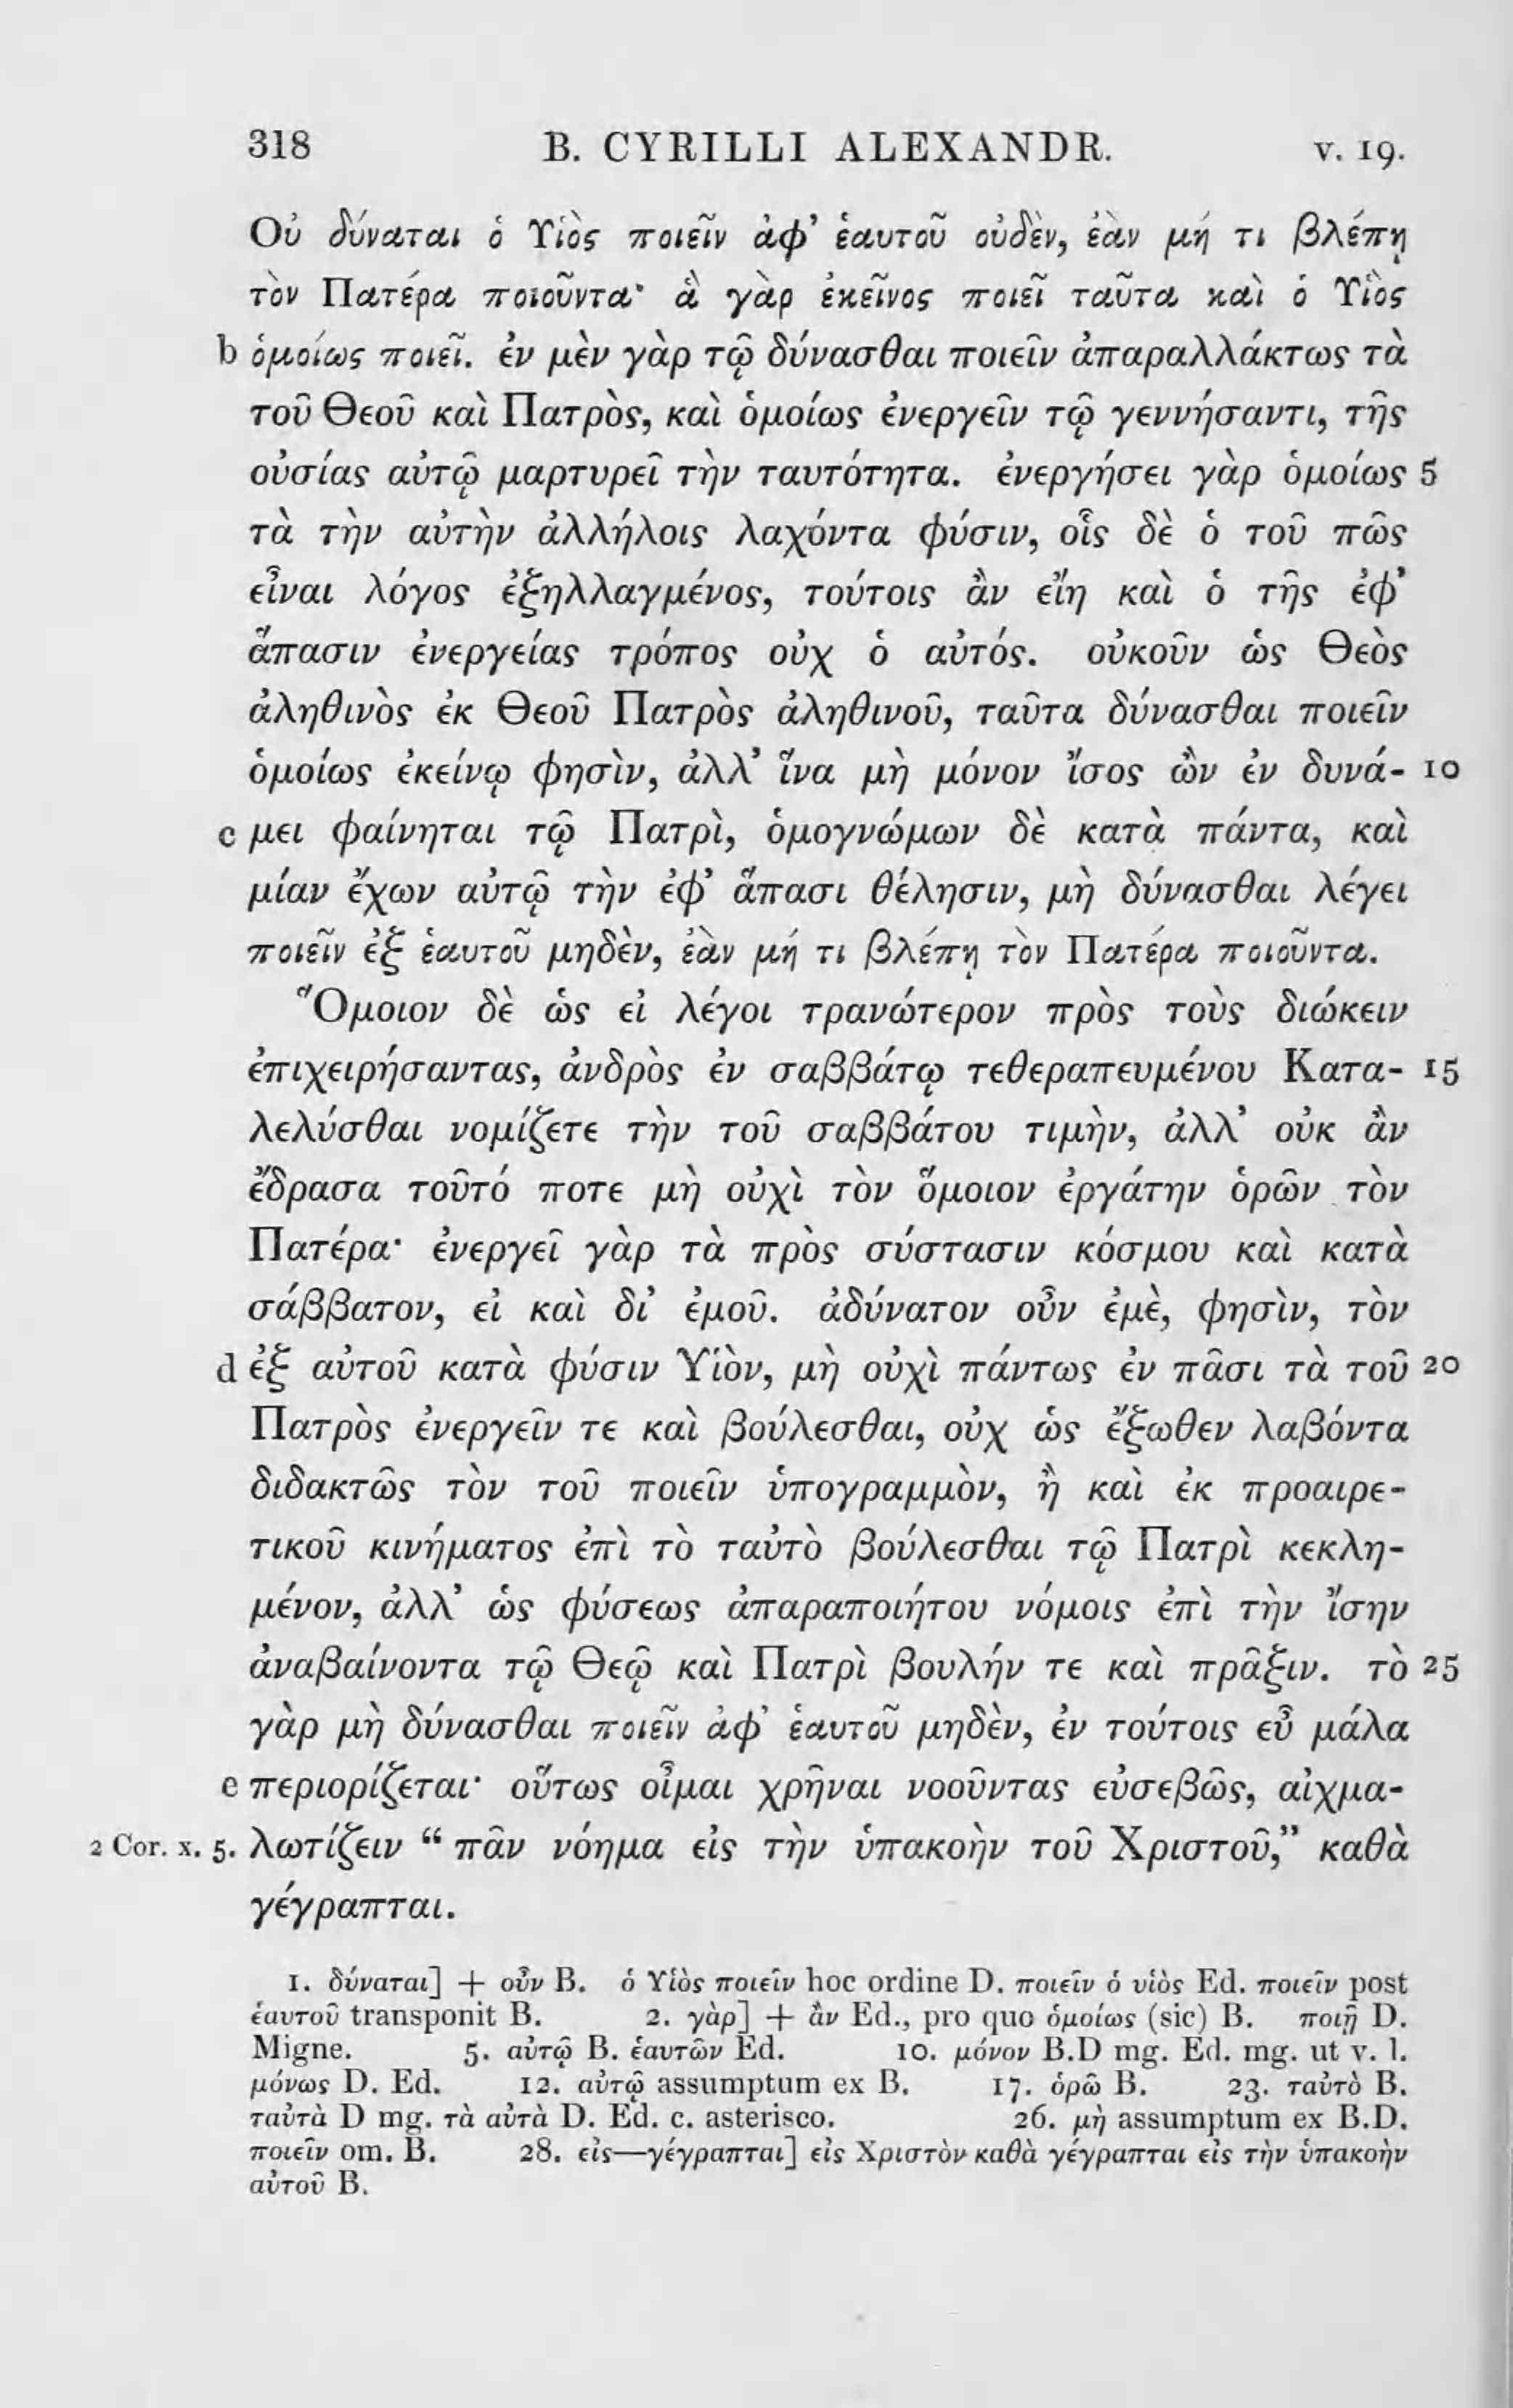 318 B. CYRILLI ALEXANDR. v. 19.
Οὐ δύναται ὁ Υἱὸς ποιεῖν ἀφ’ ἑαυτοῦ οὐδὲν, ἐὰν μή τι βλέπῃ
τὸν Πατέρα ποιοῦντα· ἃ γὰρ ἐκεῖνος ποιεῖ ταῦτα καὶ ὁ Υἱὸς
b ὁμοίως ποιεῖ. ἐν μὲν γὰρ τῷ δύνασθαι ποιεῖν ἀπαραλλάκτως τὰ
τοῦ Θεοῦ καὶ Πατρὸς, καὶ ὁμοίως ἐνεργεῖν τῷ γεννήσαντι, τῆς
οὐσίας αὐτῷ μαρτυρεῖ τὴν ταυτότητα. ἐνεργήσει γὰρ ὁμοίως 5
τὰ τὴν αὐτὴν ἀλλήλοις λαχόντα φύσιν, οἷς δὲ ὁ τοῦ πῶς
εἶναι λόγος ἐξηλλαγμένος, τούτοις ἂν εἴη καὶ ὁ τῆς ἐφ’
ἅπασιν ἐνεργείας τρόπος οὐχ ὁ αὐτός. οὐκοῦν ὡς Θεὸς
ἀληθινὸς ἐκ Θεοῦ Πατρὸς ἀληθινοῦ, ταῦτα δύνασθαι ποιεῖν
ὁμοίως ἐκείνῳ φησὶν, ἀλλ’ ἵνα μὴ μόνον ἴσος ὢν ἐν δυνά- 10
c μει φαίνηται τῷ Πατρὶ, ὁμογνώμων δὲ κατὰ πάντα, καὶ
μίαν ἔχων αὐτῷ τὴν ἐφ’ ἅπασι θέλησιν, μὴ δύνασθαι λέγει
ποιεῖν ἐξ ἑαυτοῦ μηδὲν, ἐὰν μή τι βλέπῃ τὸν Πατέρα ποιοῦντα.
Ὅμοιον δὲ ὡς εἰ λέγοι τρανώτερον πρὸς τοὺς διώκειν
ἐπιχειρήσαντας, ἀνδρὸς ἐν σαββάτῳ τεθεραπευμένου Κατα- 15
λελύσθαι νομίζετε τὴν τοῦ σαββάτου τιμὴν, ἀλλ’ οὐκ ἂν
ἔδρασα τοῦτό ποτε μὴ οὐχὶ τὸν ὅμοιον ἐργάτην ὁρῶν τὸν
Πατέρα· ἐνεργεῖ γὰρ τὰ πρὸς σύστασιν κόσμου καὶ κατὰ
σάββατον, εἰ καὶ δι’ ἐμοῦ. ἀδύνατον οὖν ἐμὲ, φησὶν, τὸν
d ἐξ αὐτοῦ κατὰ φύσιν Υἱὸν, μὴ οὐχὶ πάντως ἐν πᾶσι τὰ τοῦ 20
Πατρὸς ἐνεργεῖν τε καὶ βούλεσθαι, οὐχ ὡς ἔξωθεν λαβόντα
διδακτῶς τὸν τοῦ ποιεῖν ὑπογραμμὸν, ἢ καὶ ἐκ προαιρε-
τικοῦ κινήματος ἐπὶ τὸ ταὐτὸ βούλεσθαι τῷ Πατρὶ κεκλη-
μένον, ἀλλ’ ὡς φύσεως ἀπαραποιήτου νόμοις ἐπὶ τὴν ἴσην
ἀναβαίνοντα τῷ Θεῷ καὶ Πατρὶ βουλήν τε καὶ πρᾶξιν. τὸ 25
γὰρ μὴ δύνασθαι ποιεῖν ἀφ’ ἑαυτοῦ μηδὲν, ἐν τούτοις εὖ μάλα
e περιορίζεται· οὕτως οἶμαι χρῆναι νοοῦντας εὐσεβῶς, αἰχμα-
2 Cor. x. 5. λωτίζειν “ πᾶν νόημα εἰς τὴν ὑπακοὴν τοῦ Χριστοῦ,” καθὰ
γέγραπται.
1. δύναται] + οὖν B. ὁ Υἱὸς ποιεῖν hoc ordine D. ποιεῖν ὁ υἱὸς Ed. ποιεῖν post
ἑαυτοῦ transponit B. 2. γὰρ] + ἂν Ed., pro quo ὁμοίως (sic) B. ποιῇ D.
Migne. 5. αὐτῷ B. ἑαυτῶν Ed. 10. μόνον B.D mg. Ed. mg. ut v. l.
μόνως D. Ed. 12. αὐτῷ assumptum ex B. 17. ὁρῶ B. 23. ταὐτὸ B.
ταὐτὰ D mg. τὰ αὐτὰ D. Ed. c. asterisco. 26. μὴ assumptum ex B.D.
ποιεῖν om. B. 28. εἰς—γέγραπται] εἰς Χριστὸν καθὰ γέγραπται εἰς τὴν ὑπακοὴν
αὐτοῦ B.